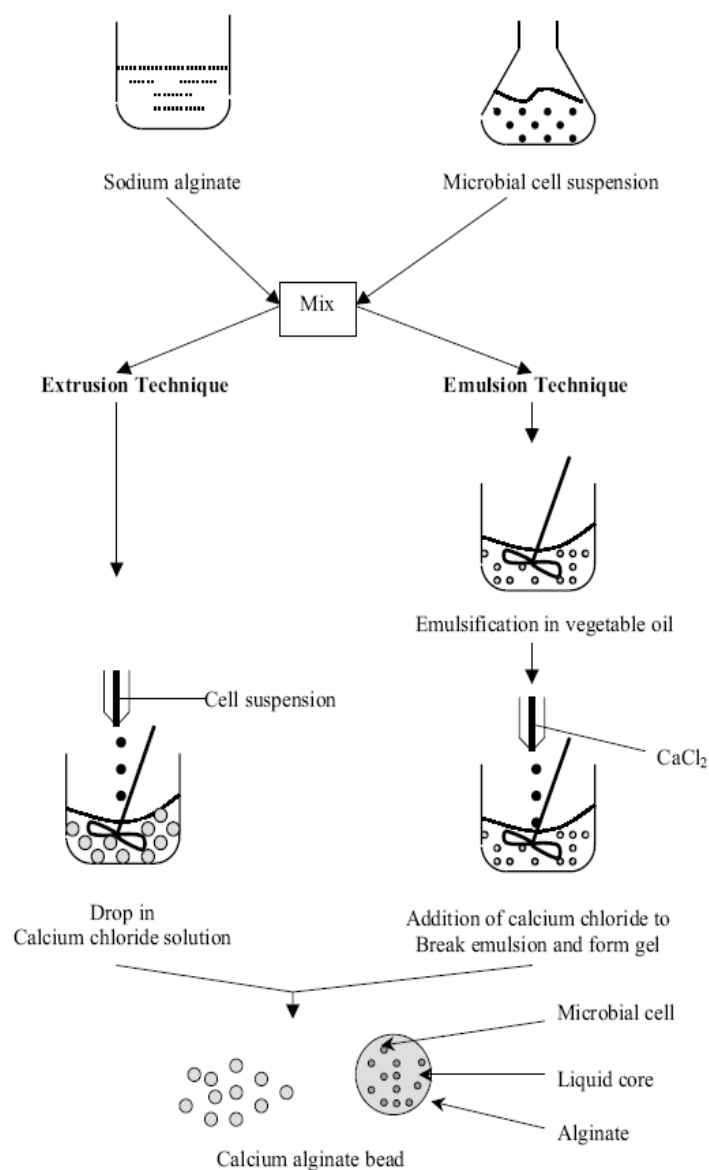 Sodium alginate
Microbial cell suspension
Mix
Extrusion Technique
Emulsion Technique
Emulsification in vegetable oil
Cell suspension
CaCl₂
Drop in
Calcium chloride solution
Addition of calcium chloride to
Break emulsion and form gel
Microbial cell
Liquid core
Alginate
Calcium alginate bead